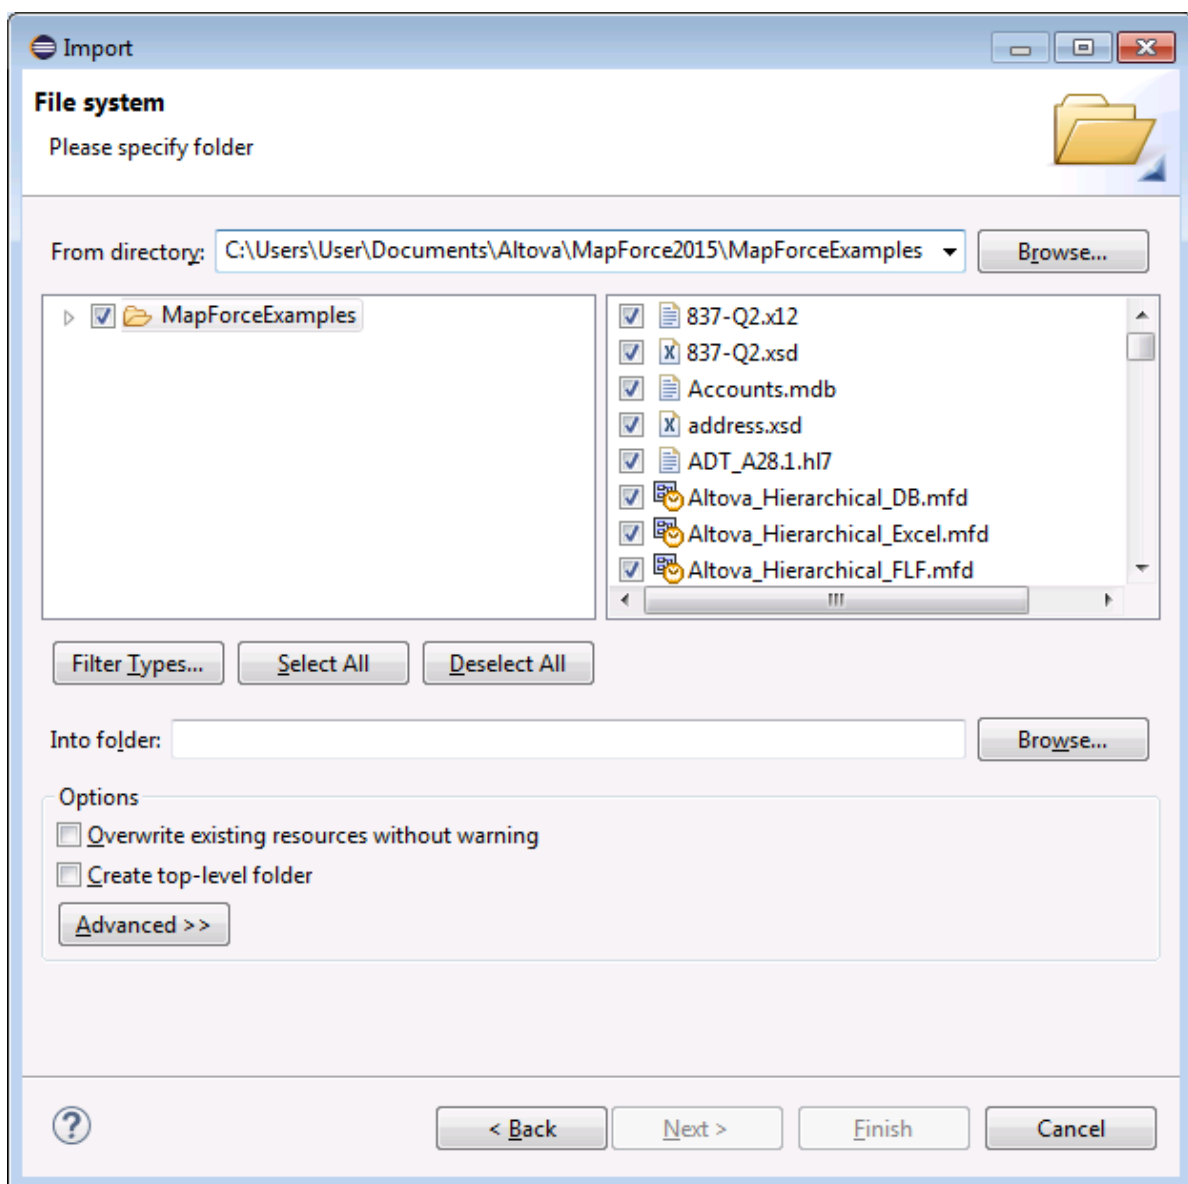 Import
File system
Please specify folder
From directory: C:\Users\User\Documents\Altova\MapForce2015\MapForceExamples Browse...
MapForceExamples
837-Q2.x12
837-Q2.xsd
Accounts.mdb
address.xsd
ADT_A28.1.hl7
Altova_Hierarchical_DB.mfd
Altova_Hierarchical_Excel.mfd
Altova_Hierarchical_FLF.mfd
Filter Types... Select All Deselect All
Into folder: Browse...
Options
Overwrite existing resources without warning
Create top-level folder
Advanced >>
< Back Next > Finish Cancel